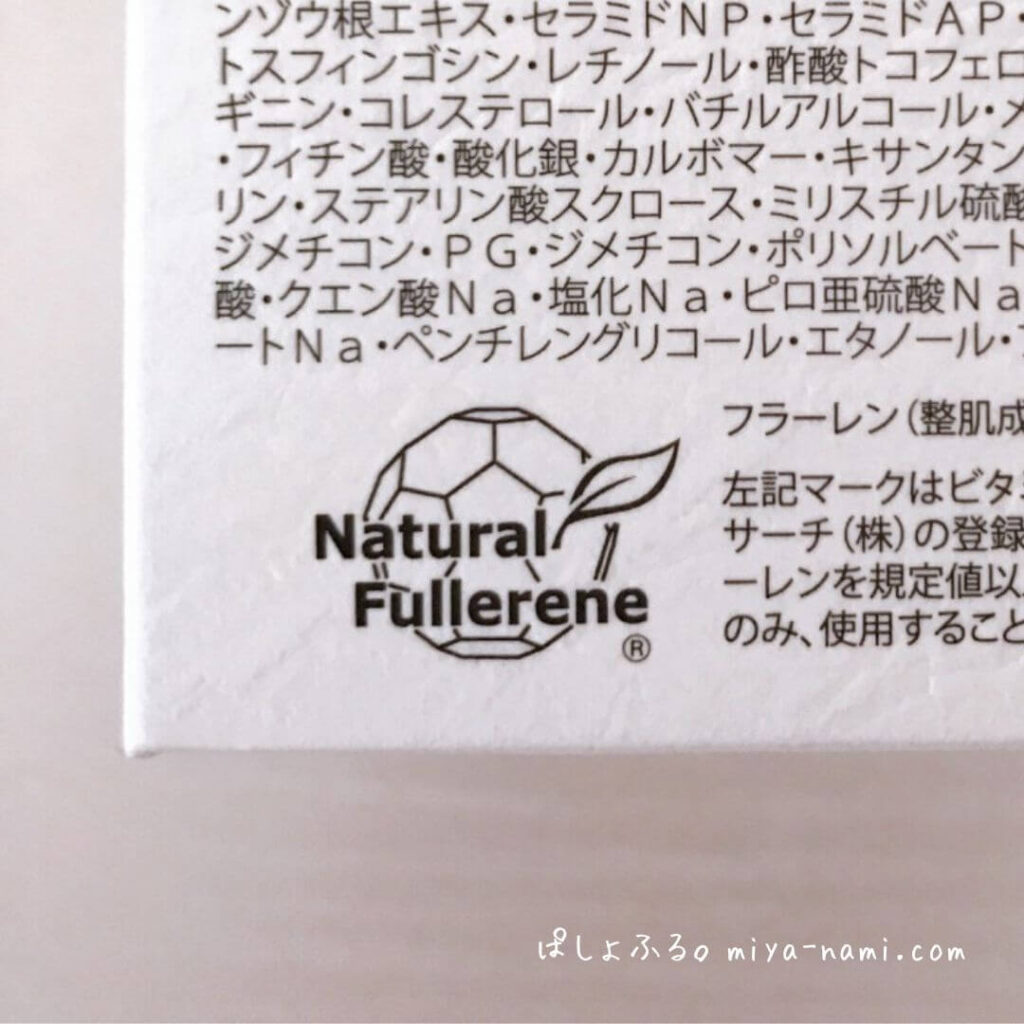 ンゾウ根エキス・セラミドＮＰ・セラミドＡＰ・
トスフィンゴシン・レチノール・酢酸トコフェロ
ギニン・コレステロール・バチルアルコール・メ
・フィチン酸・酸化銀・カルボマー・キサンタン
リン・ステアリン酸スクロース・ミリスチル硫酸
ジメチコン・ＰＧ・ジメチコン・ポリソルベート
酸・クエン酸Ｎａ・塩化Ｎａ・ピロ亜硫酸Ｎａ
ートＮａ・ペンチレングリコール・エタノール・フ
Natural
Fullerene
®
フラーレン（整肌成
左記マークはビタミ
サーチ（株）の登録
ーレンを規定値以上
のみ、使用すること
ぱしょふる。miya-nami.com